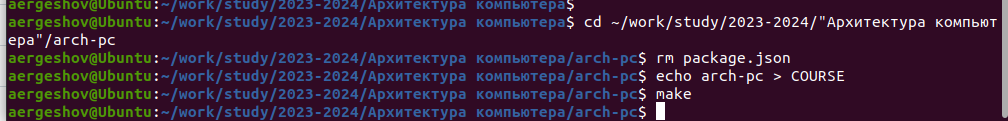 aergeshov@Ubuntu:~/work/study/2023-2024/Архитектура компьютера$
aergeshov@Ubuntu:~/work/study/2023-2024/Архитектура компьютера$ cd ~/work/study/2023-2024/"Архитектура компьют
ера"/arch-pc
aergeshov@Ubuntu:~/work/study/2023-2024/Архитектура компьютера/arch-pc$ rm package.json
aergeshov@Ubuntu:~/work/study/2023-2024/Архитектура компьютера/arch-pc$ echo arch-pc > COURSE
aergeshov@Ubuntu:~/work/study/2023-2024/Архитектура компьютера/arch-pc$ make
aergeshov@Ubuntu:~/work/study/2023-2024/Архитектура компьютера/arch-pc$